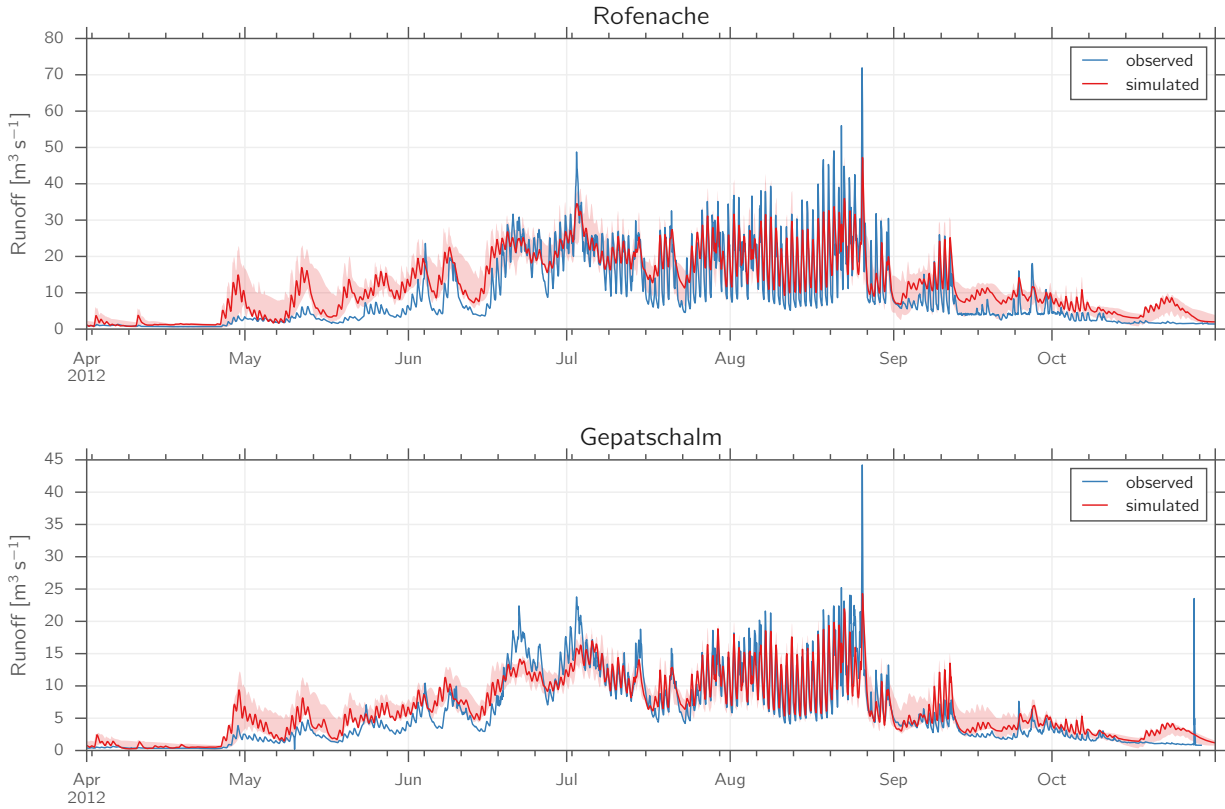 Rofenache
80
70
60
50
40
30
20
10
0
Runoff [m³ s⁻¹]
observed
simulated
Apr May Jun Jul Aug Sep Oct
2012
Gepatschalm
45
40
35
30
25
20
15
10
5
0
Runoff [m³ s⁻¹]
observed
simulated
Apr May Jun Jul Aug Sep Oct
2012